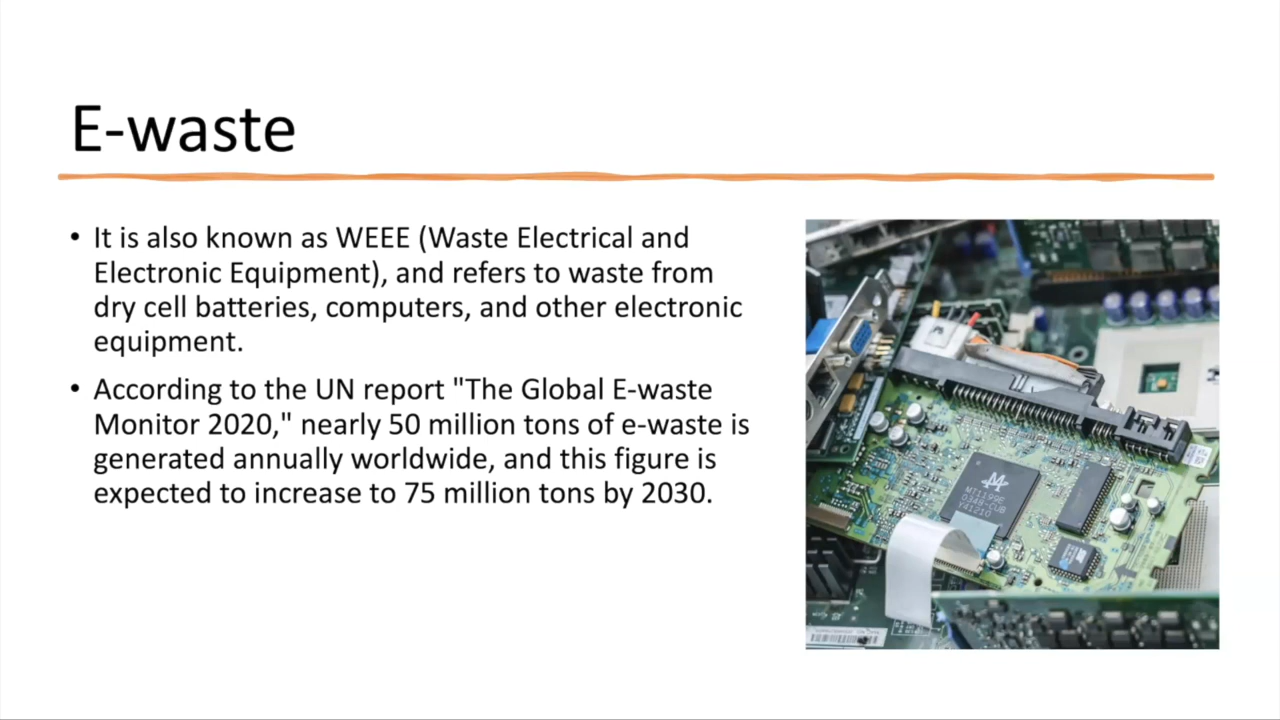 E-waste
• It is also known as WEEE (Waste Electrical and
Electronic Equipment), and refers to waste from
dry cell batteries, computers, and other electronic
equipment.
• According to the UN report "The Global E-waste
Monitor 2020," nearly 50 million tons of e-waste is
generated annually worldwide, and this figure is
expected to increase to 75 million tons by 2030.
MT1199E
0348-CUB